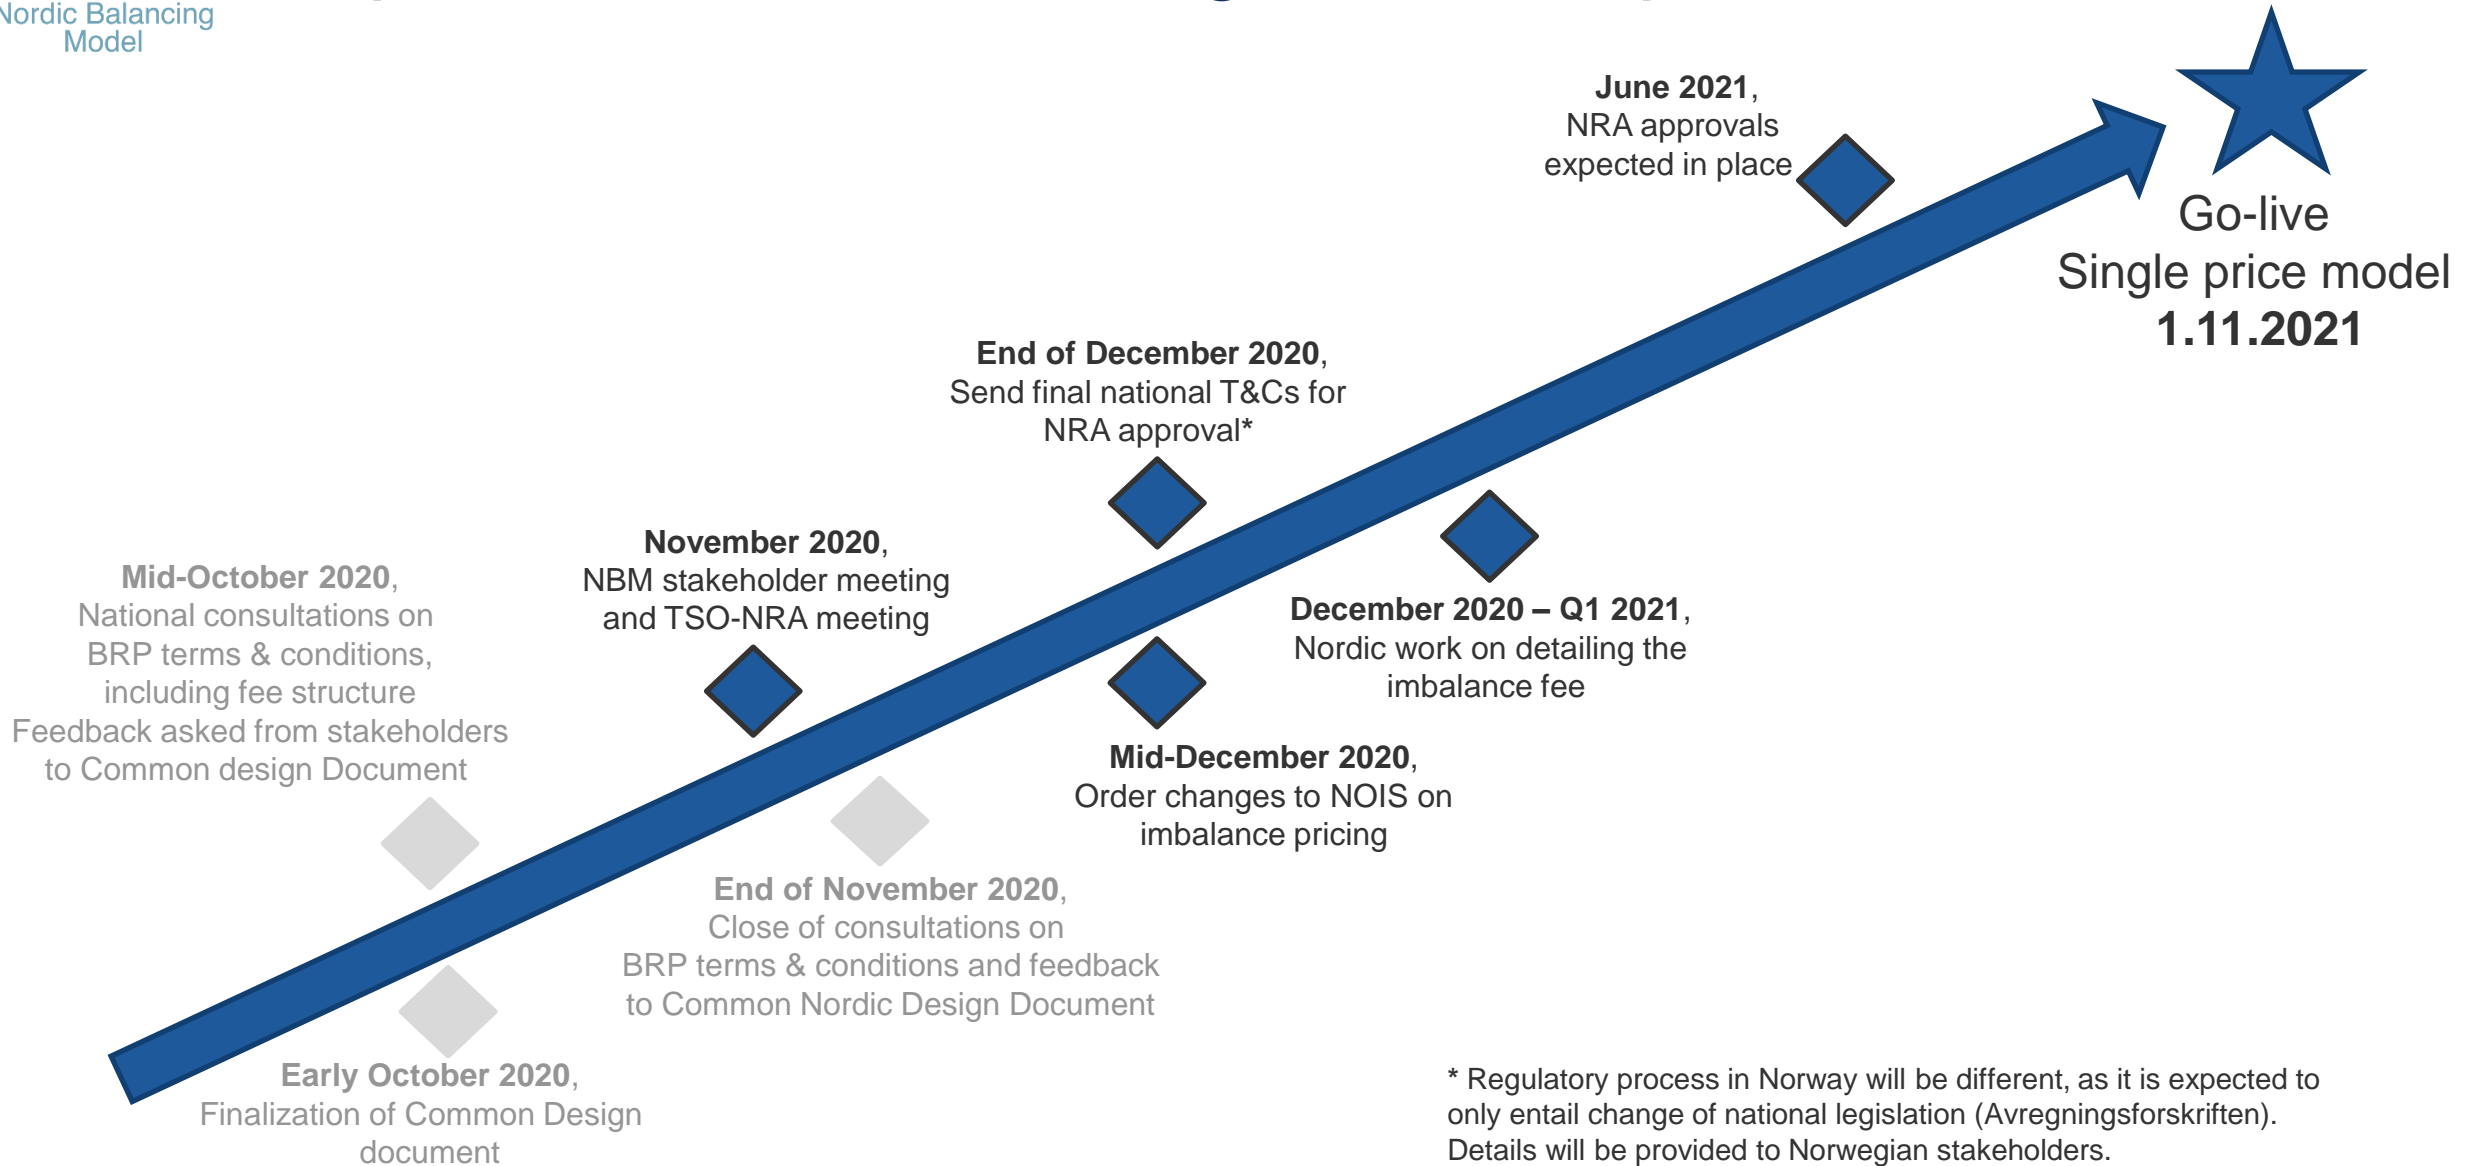 Nordic Balancing
Model
June 2021,
NRA approvals
expected in place
Go-live
Single price model
1.11.2021
End of December 2020,
Send final national T&Cs for
NRA approval*
November 2020,
NBM stakeholder meeting
and TSO-NRA meeting
December 2020 – Q1 2021,
Nordic work on detailing the
imbalance fee
Mid-October 2020,
National consultations on
BRP terms & conditions,
including fee structure
Feedback asked from stakeholders
to Common design Document
Mid-December 2020,
Order changes to NOIS on
imbalance pricing
End of November 2020,
Close of consultations on
BRP terms & conditions and feedback
to Common Nordic Design Document
Early October 2020,
Finalization of Common Design
document
* Regulatory process in Norway will be different, as it is expected to
only entail change of national legislation (Avregningsforskriften).
Details will be provided to Norwegian stakeholders.